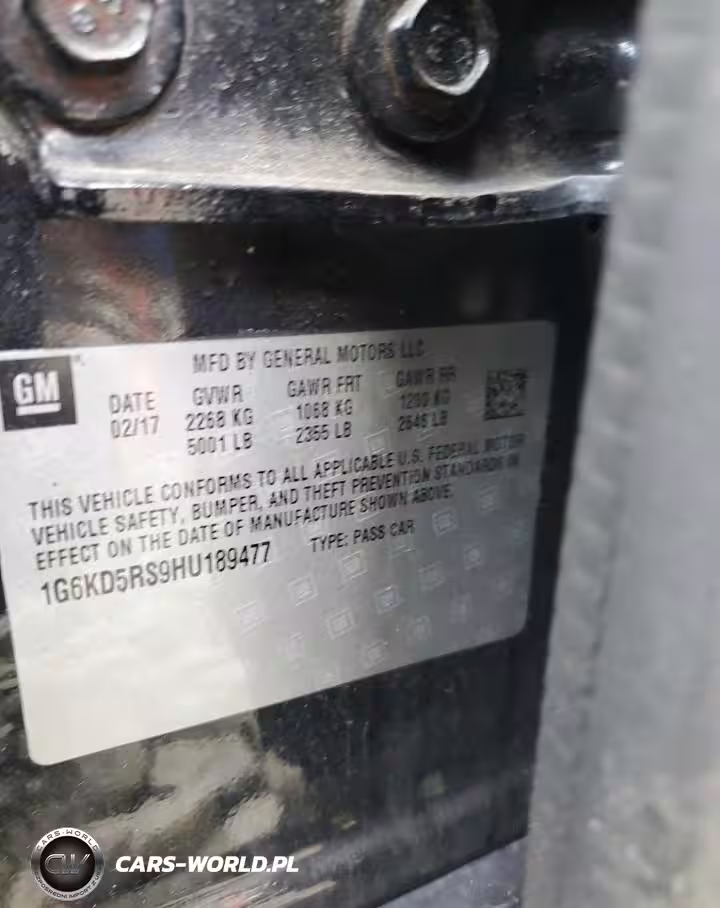 GM
MFD BY GENERAL MOTORS LLC
DATE GVWR GAWR FRT GAWR RR
02/17 2268 KG 1068 KG 1200 KG
5001 LB 2355 LB 2646 LB
THIS VEHICLE CONFORMS TO ALL APPLICABLE U.S. FEDERAL MOTOR
VEHICLE SAFETY, BUMPER, AND THEFT PREVENTION STANDARDS IN
EFFECT ON THE DATE OF MANUFACTURE SHOWN ABOVE.
1G6KD5RS9HU189477 TYPE: PASS CAR
CARS-WORLD
CW
CARS-WORLD.PL